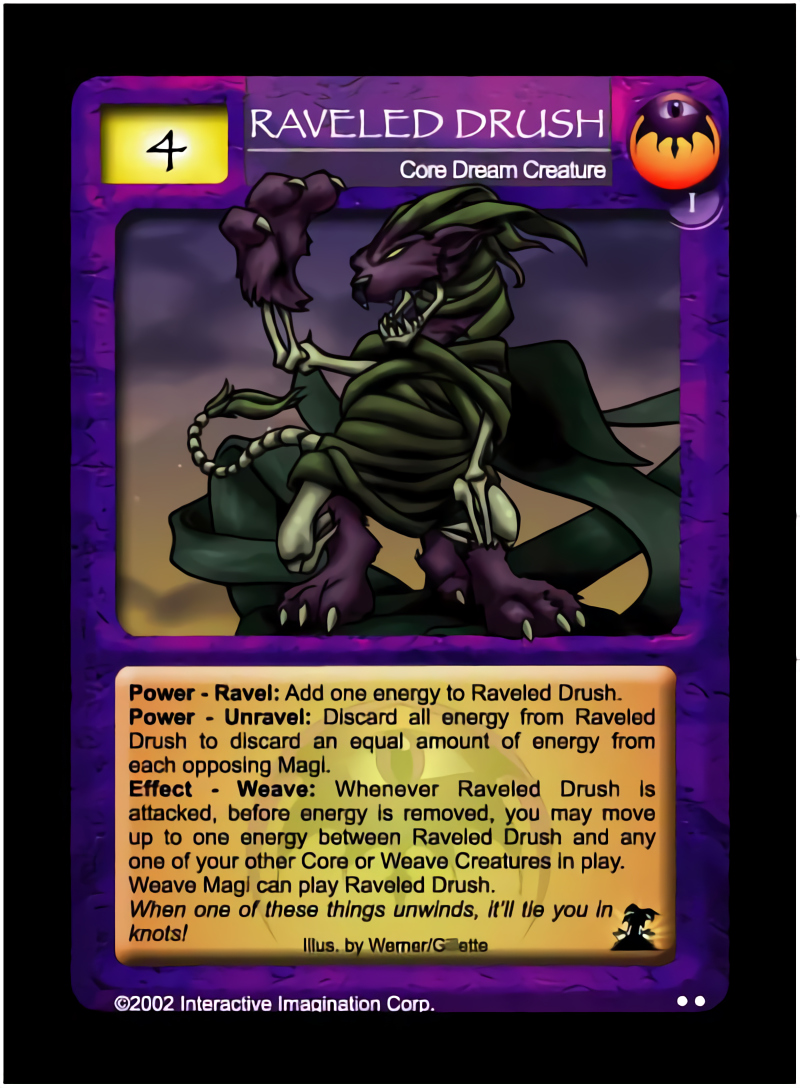 4
RAVELED DRUSH
Core Dream Creature
I
Power - Ravel: Add one energy to Raveled Drush.
Power - Unravel: Discard all energy from Raveled
Drush to discard an equal amount of energy from
each opposing Magi.
Effect - Weave: Whenever Raveled Drush is
attacked, before energy is removed, you may move
up to one energy between Raveled Drush and any
one of your other Core or Weave Creatures in play.
Weave Magi can play Raveled Drush.
When one of these things unwinds, it'll tie you in
knots!
Illus. by
©2002 Interactive Imagination Corp.